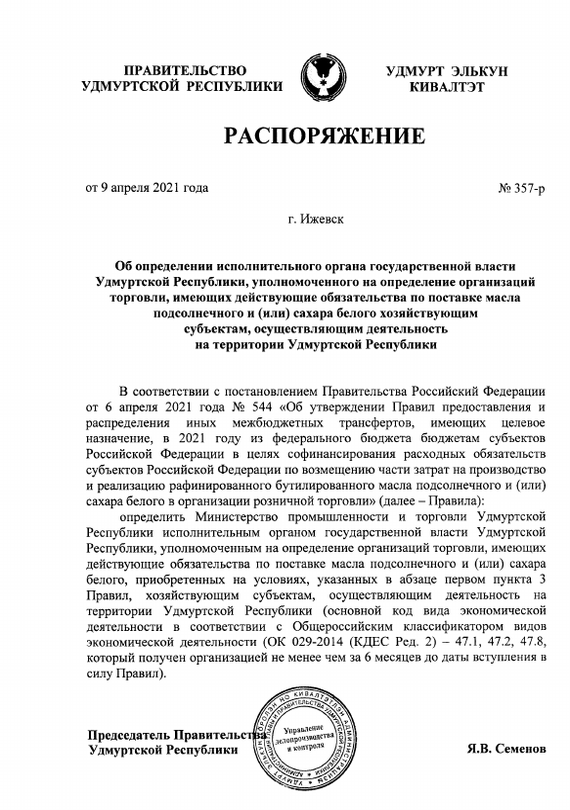 ПРАВИТЕЛЬСТВО
УДМУРТСКОЙ РЕСПУБЛИКИ
УДМУРТ ЭЛЬКУН
КИВАЛТЭТ
РАСПОРЯЖЕНИЕ
от 9 апреля 2021 года
№ 357-р
г. Ижевск
Об определении исполнительного органа государственной власти
Удмуртской Республики, уполномоченного на определение организаций
торговли, имеющих действующие обязательства по поставке масла
подсолнечного и (или) сахара белого хозяйствующим
субъектам, осуществляющим деятельность
на территории Удмуртской Республики
В соответствии с постановлением Правительства Российский Федерации
от 6 апреля 2021 года № 544 «Об утверждении Правил предоставления и
распределения иных межбюджетных трансфертов, имеющих целевое
назначение, в 2021 году из федерального бюджета бюджетам субъектов
Российской Федерации в целях софинансирования расходных обязательств
субъектов Российской Федерации по возмещению части затрат на производство
и реализацию рафинированного бутилированного масла подсолнечного и (или)
сахара белого в организации розничной торговли» (далее – Правила):
определить Министерство промышленности и торговли Удмуртской
Республики исполнительным органом государственной власти Удмуртской
Республики, уполномоченным на определение организаций торговли, имеющих
действующие обязательства по поставке масла подсолнечного и (или) сахара
белого, приобретенных на условиях, указанных в абзаце первом пункта 3
Правил, хозяйствующим субъектам, осуществляющим деятельность на
территории Удмуртской Республики (основной код вида экономической
деятельности в соответствии с Общероссийским классификатором видов
экономической деятельности (ОК 029-2014 (КДЕС Ред. 2) – 47.1, 47.2, 47.8,
который получен организацией не менее чем за 6 месяцев до даты вступления в
силу Правил).
Председатель Правительства
Удмуртской Республики
Управление
делопроизводства
и контроля
Я.В. Семенов